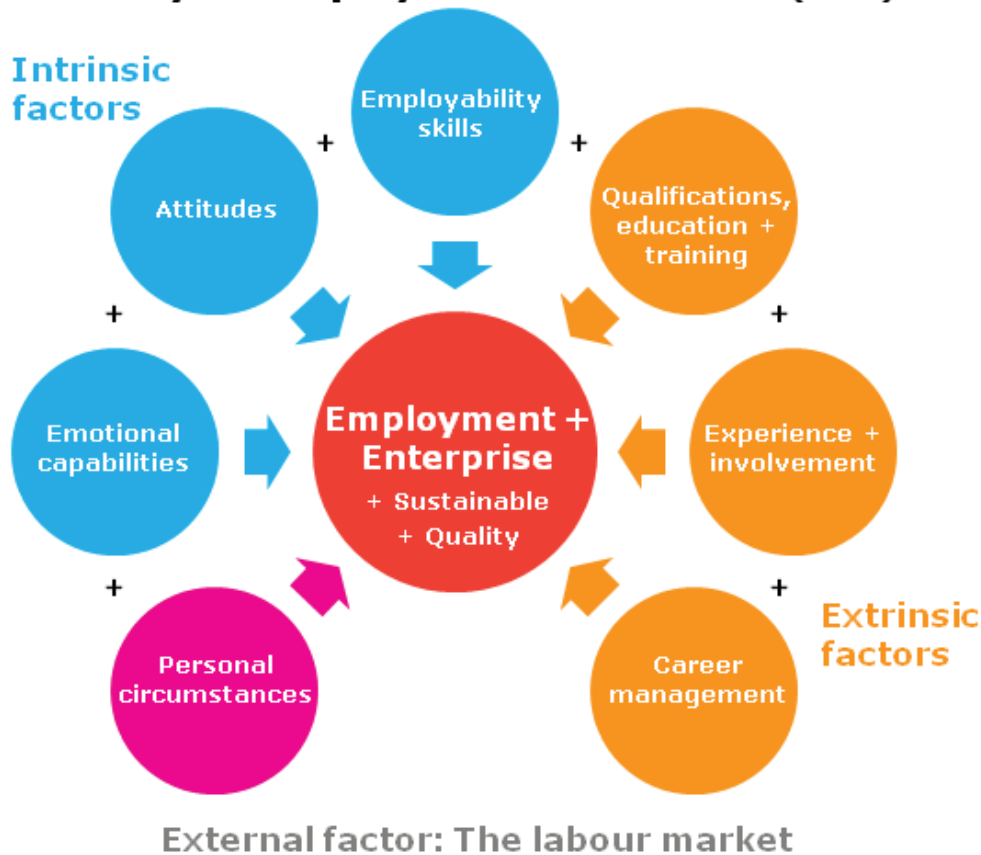 Intrinsic
factors
Employability
skills
+
+
Attitudes
Qualifications,
education +
training
+
+
Employment +
Enterprise
+ Sustainable
+ Quality
Emotional
capabilities
Experience +
involvement
+
+
Personal
circumstances
Career
management
Extrinsic
factors
External factor: The labour market